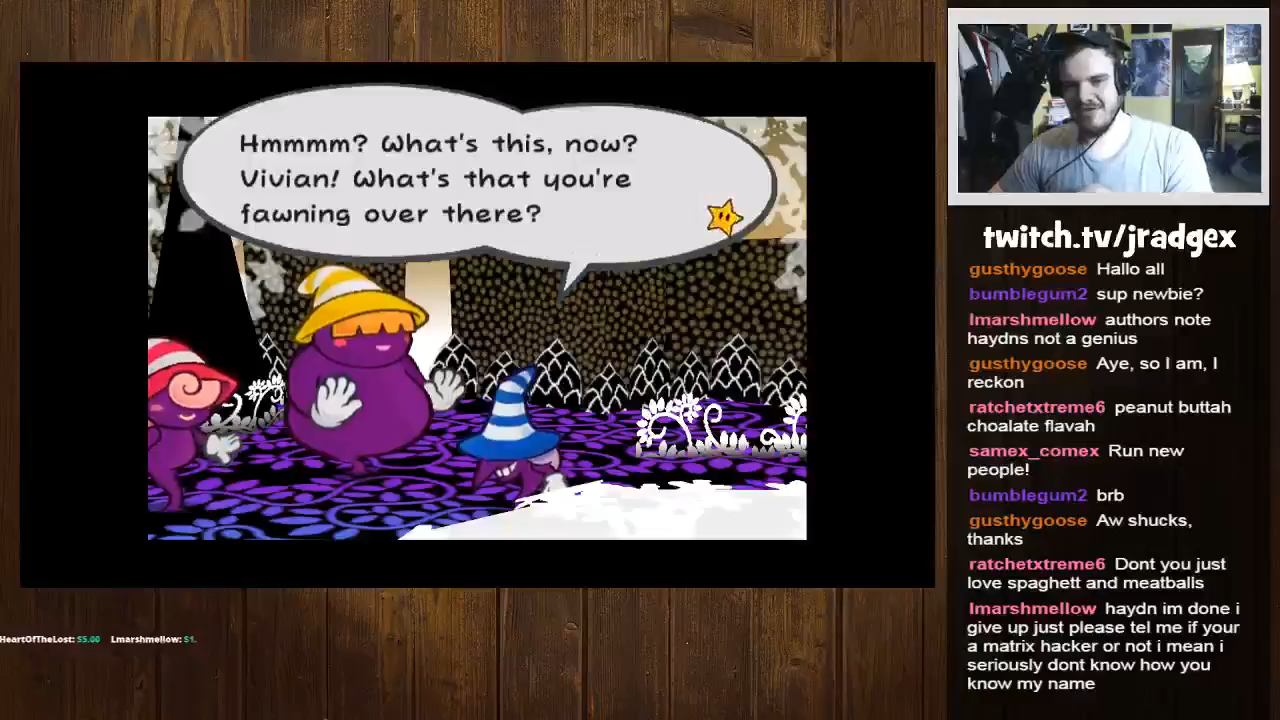 Hmmmm? What's this, now?
Vivian! What's that you're
fawning over there?
twitch.tv/jradgex
gusthygoose Hallo all
bumblegum2 sup newbie?
lmarshmellow authors note
haydns not a genius
gusthygoose Aye, so I am, I
reckon
ratchetxtreme6 peanut buttah
choalate flavah
samex_comex Run new
people!
bumblegum2 brb
gusthygoose Aw shucks,
thanks
ratchetxtreme6 Dont you just
love spaghett and meatballs
lmarshmellow haydn im done i
give up just please tel me if your
a matrix hacker or not i mean i
seriously dont know how you
know my name
HeartOfTheLost: $5.00 Lmarshmellow: $1.